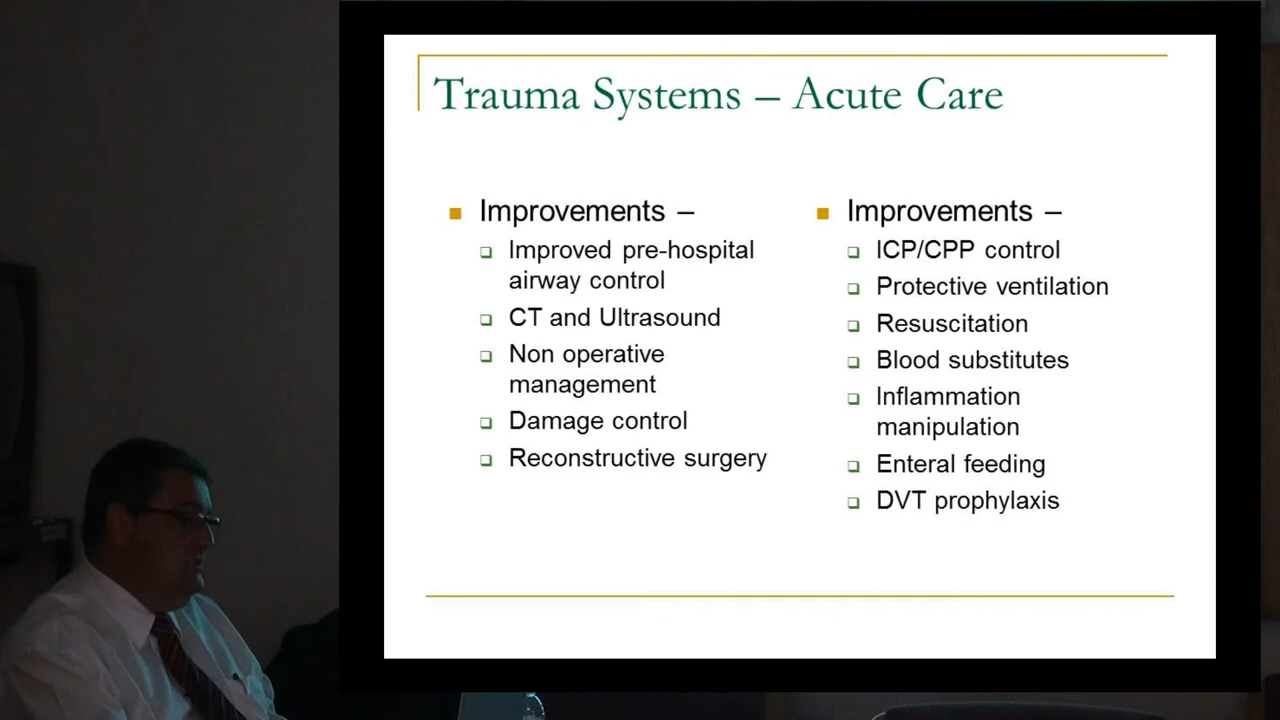 Trauma Systems – Acute Care
Improvements –
Improved pre-hospital
airway control
CT and Ultrasound
Non operative
management
Damage control
Reconstructive surgery
Improvements –
ICP/CPP control
Protective ventilation
Resuscitation
Blood substitutes
Inflammation
manipulation
Enteral feeding
DVT prophylaxis